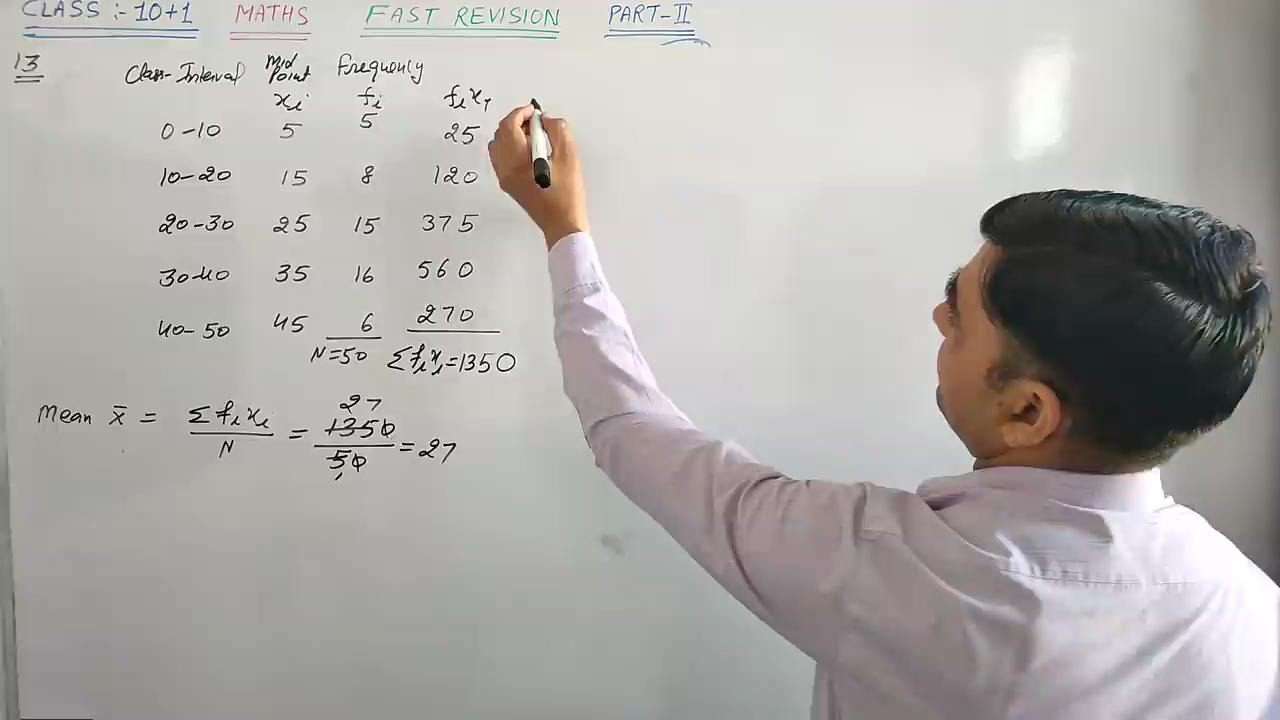 CLASS :- 10+1 MATHS FAST REVISION PART-II
13
Class-Interval Mid Point Frequency
xi fi fixi
0-10 5 5 25
10-20 15 8 120
20-30 25 15 375
30-40 35 16 560
40-50 45 6 270
N=50 Σfixi=1350
Mean x̄ = Σfixi/N = 1350/50 = 27
27